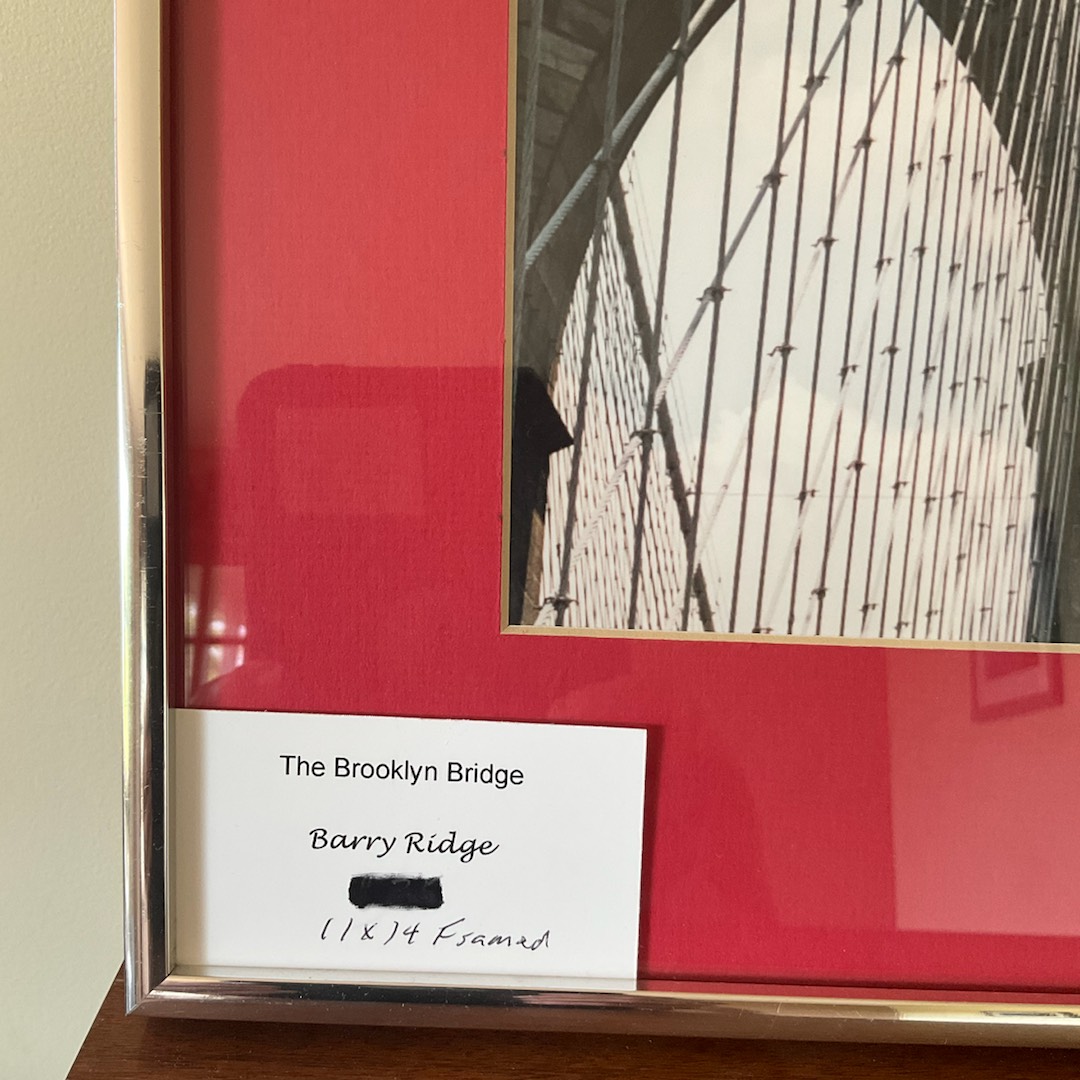 The Brooklyn Bridge
Barry Ridge
11x14 Framed